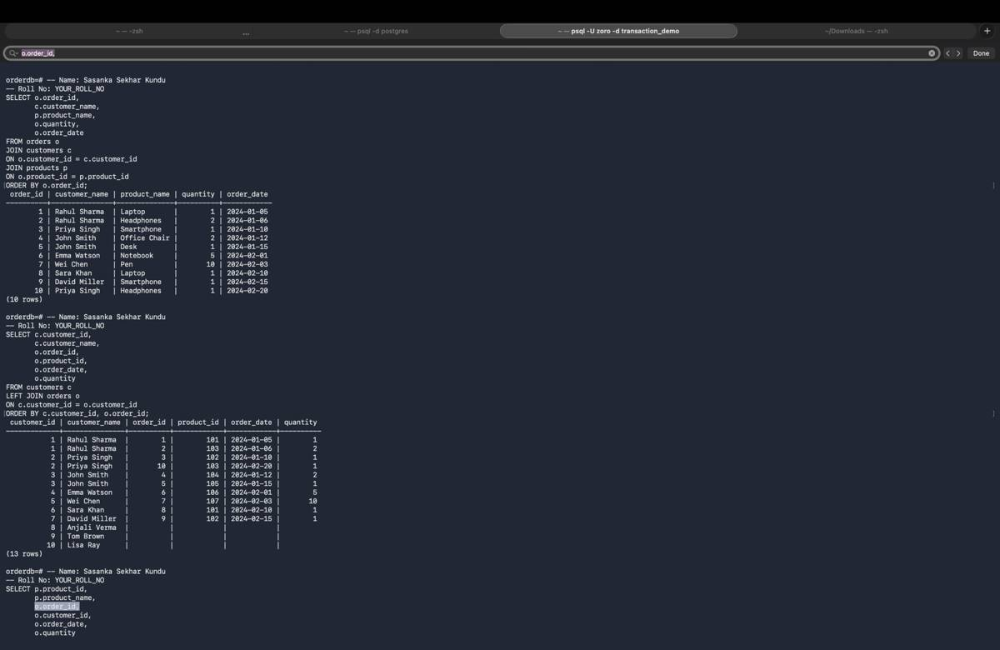 ~ — -zsh
...
~ — psql -d postgres
~ — psql -U zoro -d transaction_demo
~/Downloads — -zsh
+
o.order_id,
Done
orderdb=# -- Name: Sasanka Sekhar Kundu
-- Roll No: YOUR_ROLL_NO
SELECT o.order_id,
       c.customer_name,
       p.product_name,
       o.quantity,
       o.order_date
FROM orders o
JOIN customers c
ON o.customer_id = c.customer_id
JOIN products p
ON o.product_id = p.product_id
ORDER BY o.order_id;
 order_id | customer_name | product_name | quantity | order_date
----------+---------------+--------------+----------+------------
        1 | Rahul Sharma  | Laptop       |        1 | 2024-01-05
        2 | Rahul Sharma  | Headphones   |        2 | 2024-01-06
        3 | Priya Singh   | Smartphone   |        1 | 2024-01-10
        4 | John Smith    | Office Chair |        2 | 2024-01-12
        5 | John Smith    | Desk         |        1 | 2024-01-15
        6 | Emma Watson   | Notebook     |        5 | 2024-02-01
        7 | Wei Chen      | Pen          |       10 | 2024-02-03
        8 | Sara Khan     | Laptop       |        1 | 2024-02-10
        9 | David Miller  | Smartphone   |        1 | 2024-02-15
       10 | Priya Singh   | Headphones   |        1 | 2024-02-20
(10 rows)
orderdb=# -- Name: Sasanka Sekhar Kundu
-- Roll No: YOUR_ROLL_NO
SELECT c.customer_id,
       c.customer_name,
       o.order_id,
       o.product_id,
       o.order_date,
       o.quantity
FROM customers c
LEFT JOIN orders o
ON c.customer_id = o.customer_id
ORDER BY c.customer_id, o.order_id;
 customer_id | customer_name | order_id | product_id | order_date | quantity
-------------+---------------+----------+------------+------------+----------
           1 | Rahul Sharma  |        1 |        101 | 2024-01-05 |        1
           1 | Rahul Sharma  |        2 |        103 | 2024-01-06 |        2
           2 | Priya Singh   |        3 |        102 | 2024-01-10 |        1
           2 | Priya Singh   |       10 |        103 | 2024-02-20 |        1
           3 | John Smith    |        4 |        104 | 2024-01-12 |        2
           3 | John Smith    |        5 |        105 | 2024-01-15 |        1
           4 | Emma Watson   |        6 |        106 | 2024-02-01 |        5
           5 | Wei Chen      |        7 |        107 | 2024-02-03 |       10
           6 | Sara Khan     |        8 |        101 | 2024-02-10 |        1
           7 | David Miller  |        9 |        102 | 2024-02-15 |        1
           8 | Anjali Verma  |          |            |            |
           9 | Tom Brown     |          |            |            |
          10 | Lisa Ray      |          |            |            |
(13 rows)
orderdb=# -- Name: Sasanka Sekhar Kundu
-- Roll No: YOUR_ROLL_NO
SELECT p.product_id,
       p.product_name,
       o.order_id,
       o.customer_id,
       o.order_date,
       o.quantity